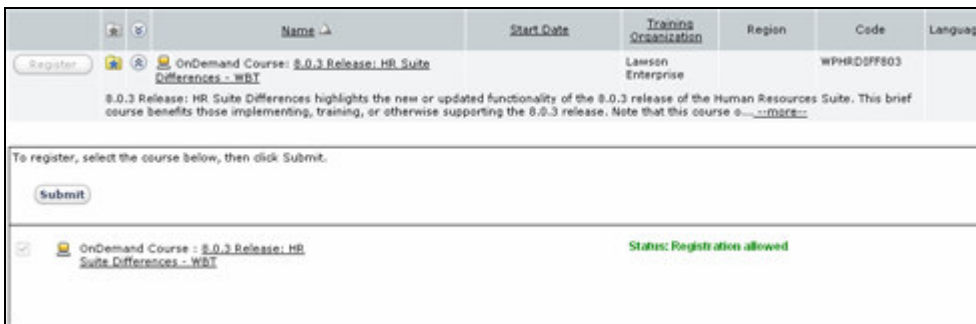 Name Start Date Training Organization Region Code Languag
Register OnDemand Course: 8.0.3 Release: HR Suite Differences - WBT Lawson Enterprise WPHRDIFF803
8.0.3 Release: HR Suite Differences highlights the new or updated functionality of the 8.0.3 release of the Human Resources Suite. This brief
course benefits those implementing, training, or otherwise supporting the 8.0.3 release. Note that this course o.... --more--
To register, select the course below, then click Submit.
Submit
OnDemand Course : 8.0.3 Release: HR
Suite Differences - WBT
Status: Registration allowed